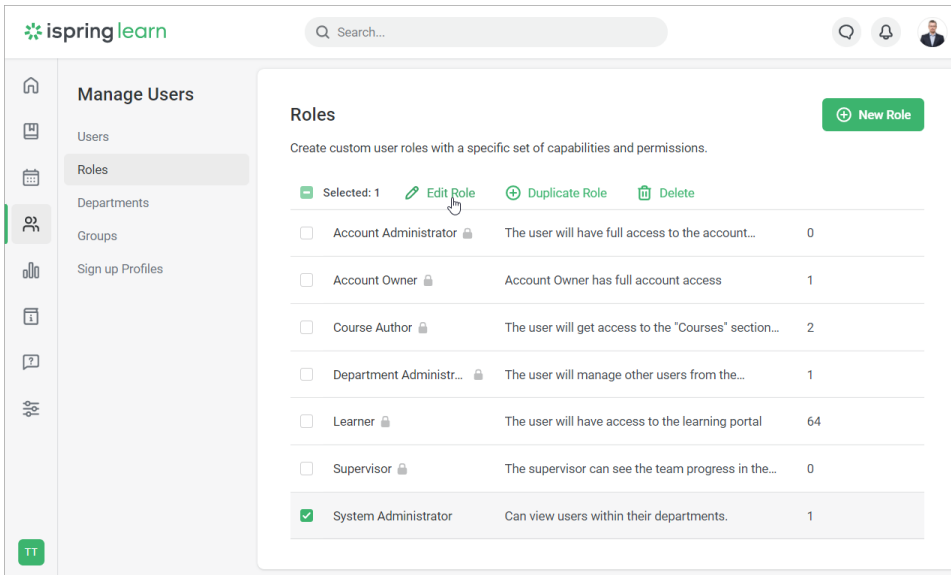 ispring learn
Search...
Manage Users
Users
Roles
Departments
Groups
Sign up Profiles
TT
Roles
New Role
Create custom user roles with a specific set of capabilities and permissions.
Selected: 1 Edit Role Duplicate Role Delete
Account Administrator The user will have full access to the account... 0
Account Owner Account Owner has full account access 1
Course Author The user will get access to the "Courses" section... 2
Department Administr... The user will manage other users from the... 1
Learner The user will have access to the learning portal 64
Supervisor The supervisor can see the team progress in the... 0
System Administrator Can view users within their departments. 1